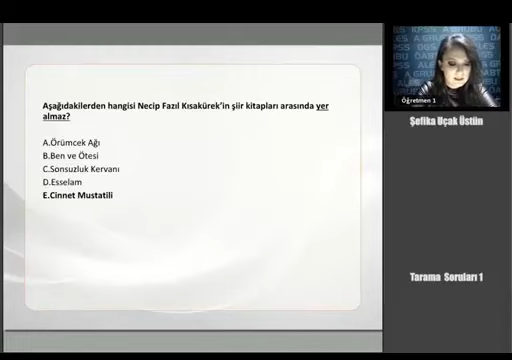 Aşağıdakilerden hangisi Necip Fazıl Kısakürek'in şiir kitapları arasında yer
almaz?
A.Örümcek Ağı
B.Ben ve Ötesi
C.Sonsuzluk Kervanı
D.Esselam
E.Cinnet Mustatili
Öğretmen 1
Şefika Uçak Üstün
Tarama Soruları 1